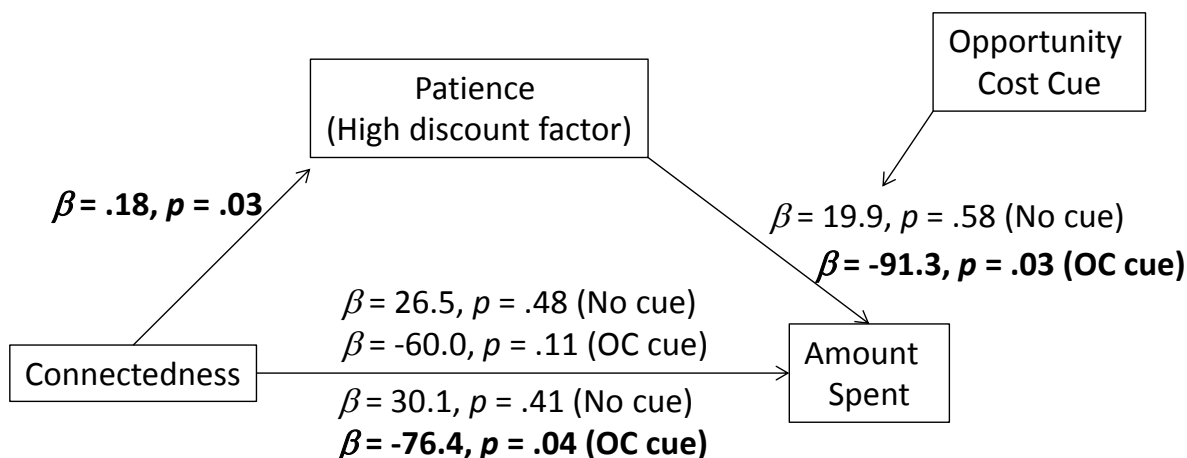 Opportunity
Cost Cue
Patience
(High discount factor)
β = .18, p = .03
β = 19.9, p = .58 (No cue)
β = -91.3, p = .03 (OC cue)
β = 26.5, p = .48 (No cue)
β = -60.0, p = .11 (OC cue)
Connectedness
Amount
Spent
β = 30.1, p = .41 (No cue)
β = -76.4, p = .04 (OC cue)